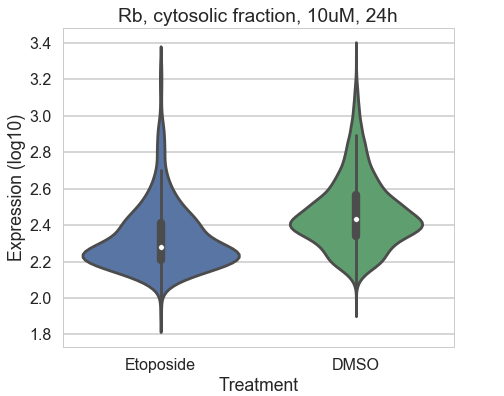 Rb, cytosolic fraction, 10uM, 24h
Expression (log10)
3.4
3.2
3.0
2.8
2.6
2.4
2.2
2.0
1.8
Etoposide DMSO
Treatment